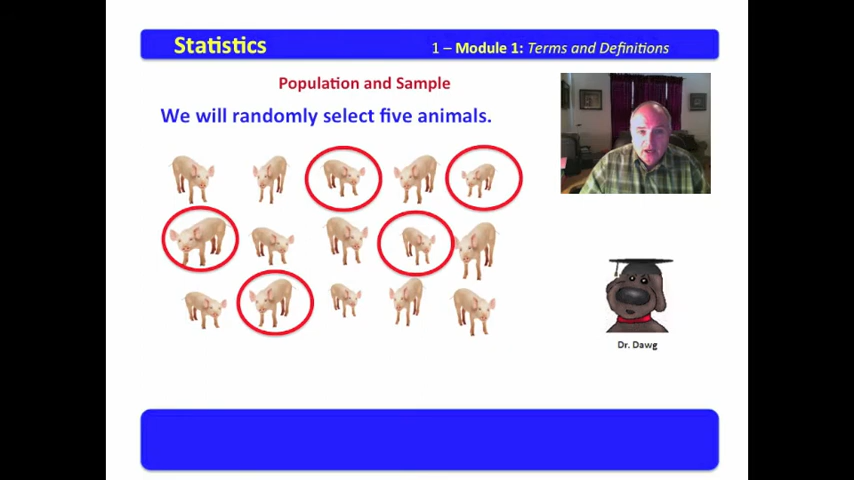 Statistics
1 – Module 1: Terms and Definitions
Population and Sample
We will randomly select five animals.
Dr. Dawg